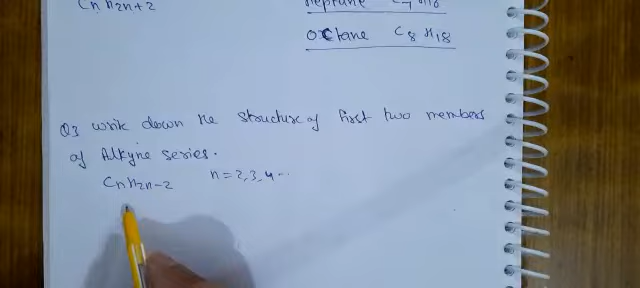 CnH2n+2
Octane C8H18
Q3 write down the structure of first two members
of Alkyne series.
CnH2n-2 n=2,3,4...